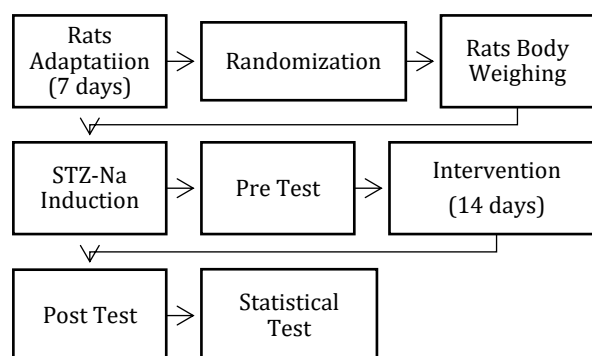 Rats
Adaptatiion
(7 days)
Randomization
Rats Body
Weighing
STZ-Na
Induction
Pre Test
Intervention
(14 days)
Post Test
Statistical
Test